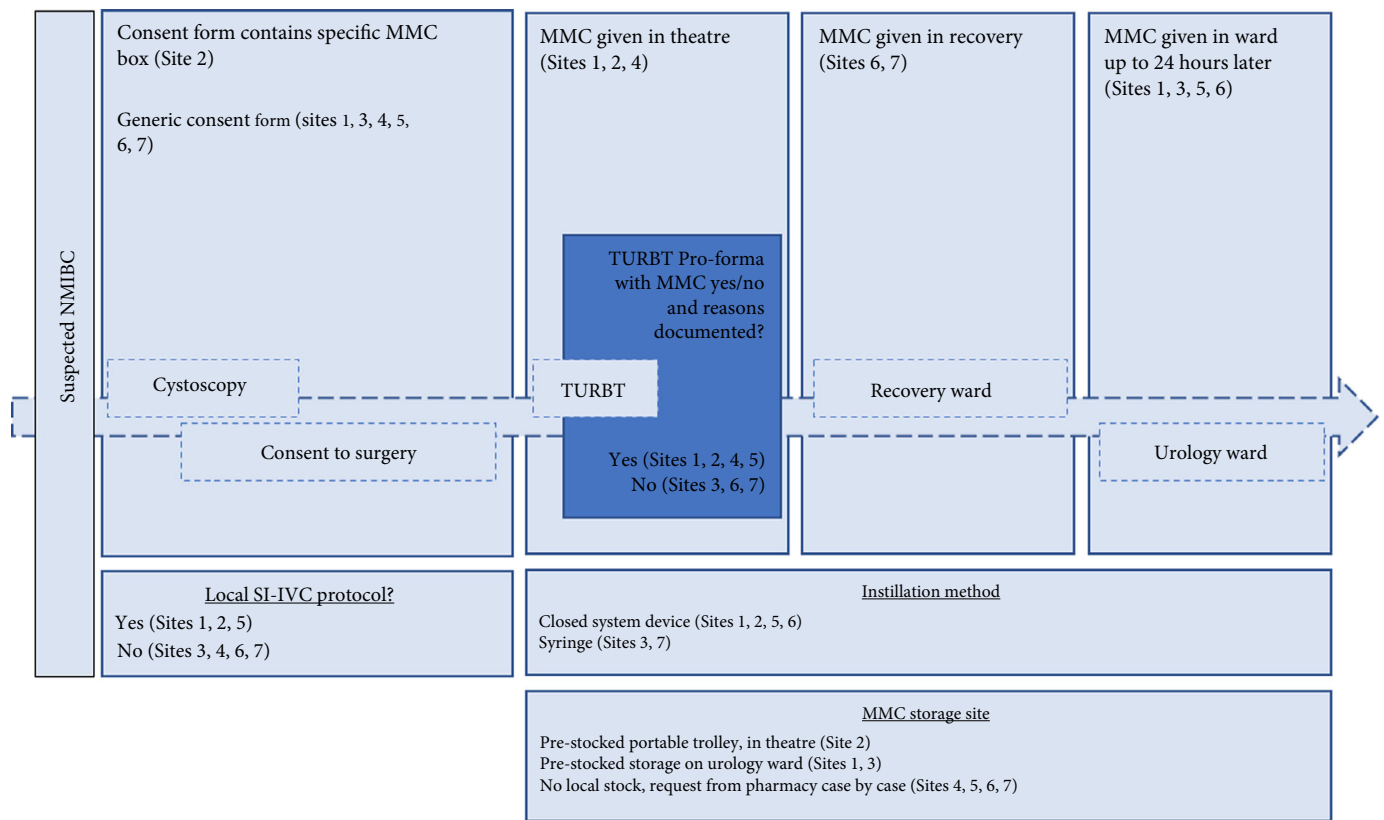 Suspected NMIBC
Consent form contains specific MMC
box (Site 2)
Generic consent form (sites 1, 3, 4, 5,
6, 7)
Cystoscopy
Consent to surgery
MMC given in theatre
(Sites 1, 2, 4)
TURBT Pro-forma
with MMC yes/no
and reasons
documented?
TURBT
Yes (Sites 1, 2, 4, 5)
No (Sites 3, 6, 7)
MMC given in recovery
(Sites 6, 7)
Recovery ward
MMC given in ward
up to 24 hours later
(Sites 1, 3, 5, 6)
Urology ward
Local SI-IVC protocol?
Yes (Sites 1, 2, 5)
No (Sites 3, 4, 6, 7)
Instillation method
Closed system device (Sites 1, 2, 5, 6)
Syringe (Sites 3, 7)
MMC storage site
Pre-stocked portable trolley, in theatre (Site 2)
Pre-stocked storage on urology ward (Sites 1, 3)
No local stock, request from pharmacy case by case (Sites 4, 5, 6, 7)